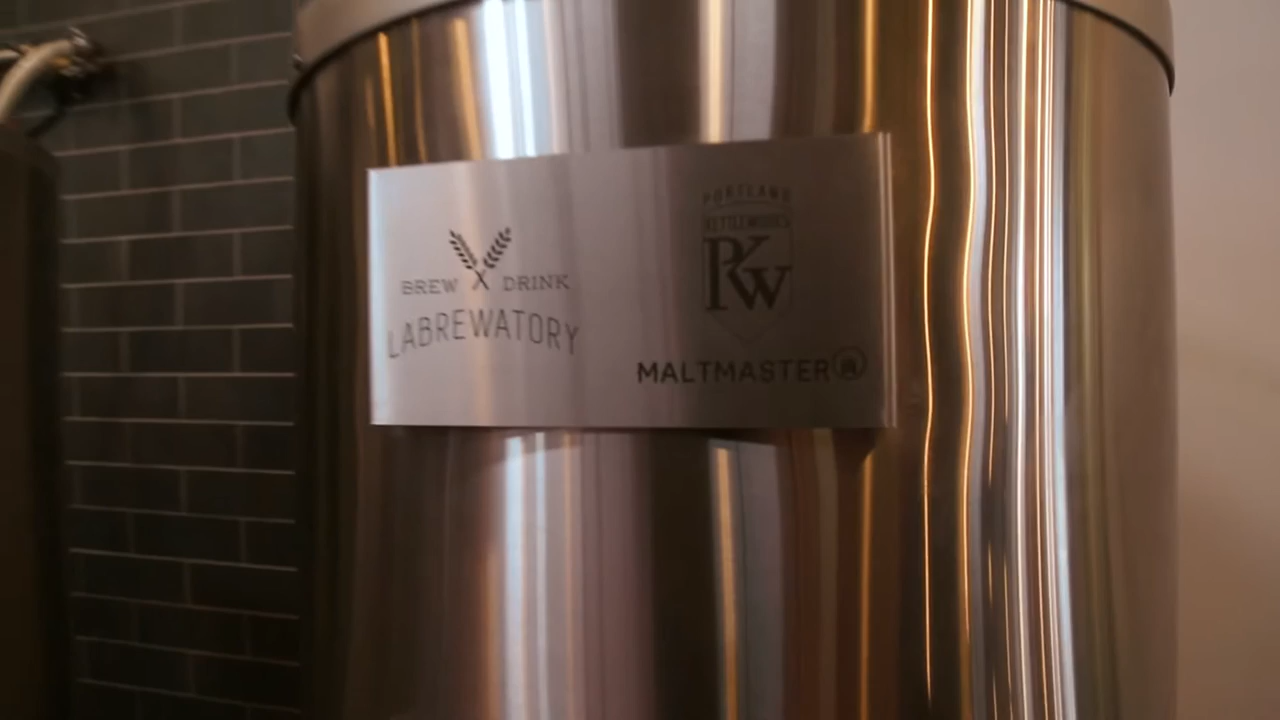 BREW DRINK
LABREWATORY
PORTLAND
KETTLEWORKS
PKW
MALTMASTER